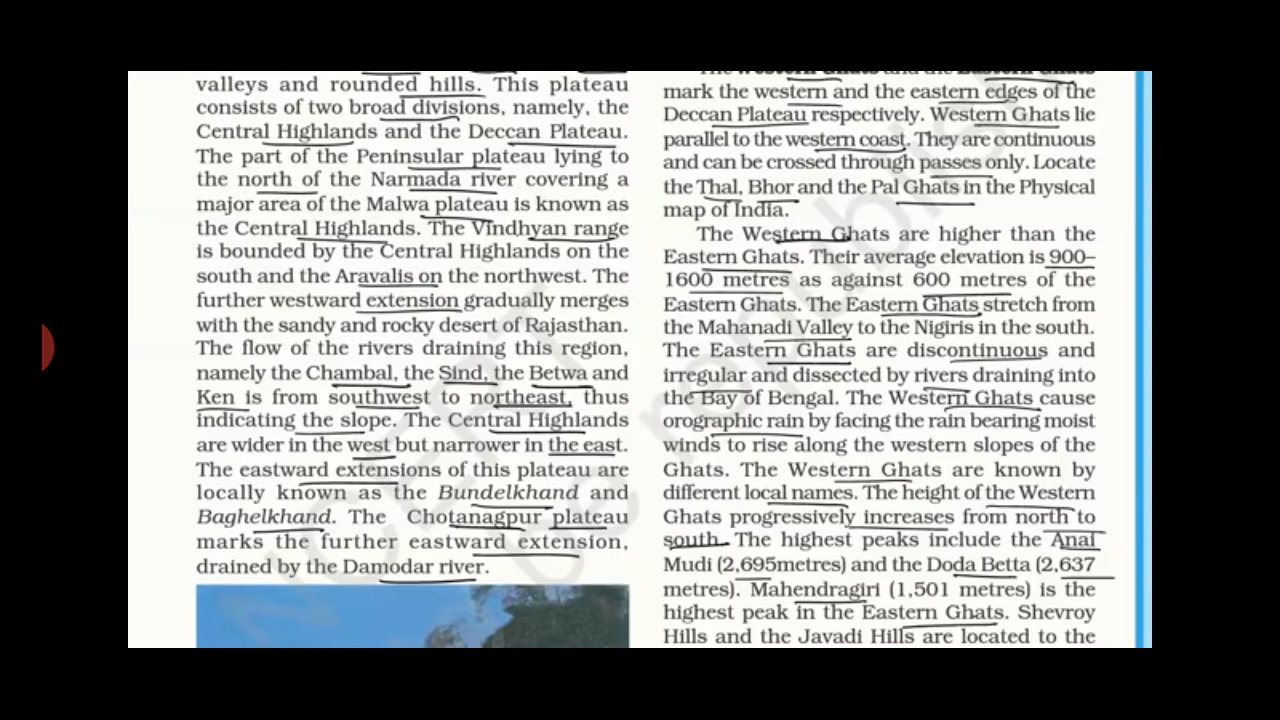 valleys and rounded hills. This plateau
consists of two broad divisions, namely, the
Central Highlands and the Deccan Plateau.
The part of the Peninsular plateau lying to
the north of the Narmada river covering a
major area of the Malwa plateau is known as
the Central Highlands. The Vindhyan range
is bounded by the Central Highlands on the
south and the Aravalis on the northwest. The
further westward extension gradually merges
with the sandy and rocky desert of Rajasthan.
The flow of the rivers draining this region,
namely the Chambal, the Sind, the Betwa and
Ken is from southwest to northeast, thus
indicating the slope. The Central Highlands
are wider in the west but narrower in the east.
The eastward extensions of this plateau are
locally known as the Bundelkhand and
Baghelkhand. The Chotanagpur plateau
marks the further eastward extension,
drained by the Damodar river.
The Western Ghats and the Eastern Ghats
mark the western and the eastern edges of the
Deccan Plateau respectively. Western Ghats lie
parallel to the western coast. They are continuous
and can be crossed through passes only. Locate
the Thal, Bhor and the Pal Ghats in the Physical
map of India.
The Western Ghats are higher than the
Eastern Ghats. Their average elevation is 900–
1600 metres as against 600 metres of the
Eastern Ghats. The Eastern Ghats stretch from
the Mahanadi Valley to the Nigiris in the south.
The Eastern Ghats are discontinuous and
irregular and dissected by rivers draining into
the Bay of Bengal. The Western Ghats cause
orographic rain by facing the rain bearing moist
winds to rise along the western slopes of the
Ghats. The Western Ghats are known by
different local names. The height of the Western
Ghats progressively increases from north to
south. The highest peaks include the Anai
Mudi (2,695metres) and the Doda Betta (2,637
metres). Mahendragiri (1,501 metres) is the
highest peak in the Eastern Ghats. Shevroy
Hills and the Javadi Hills are located to the